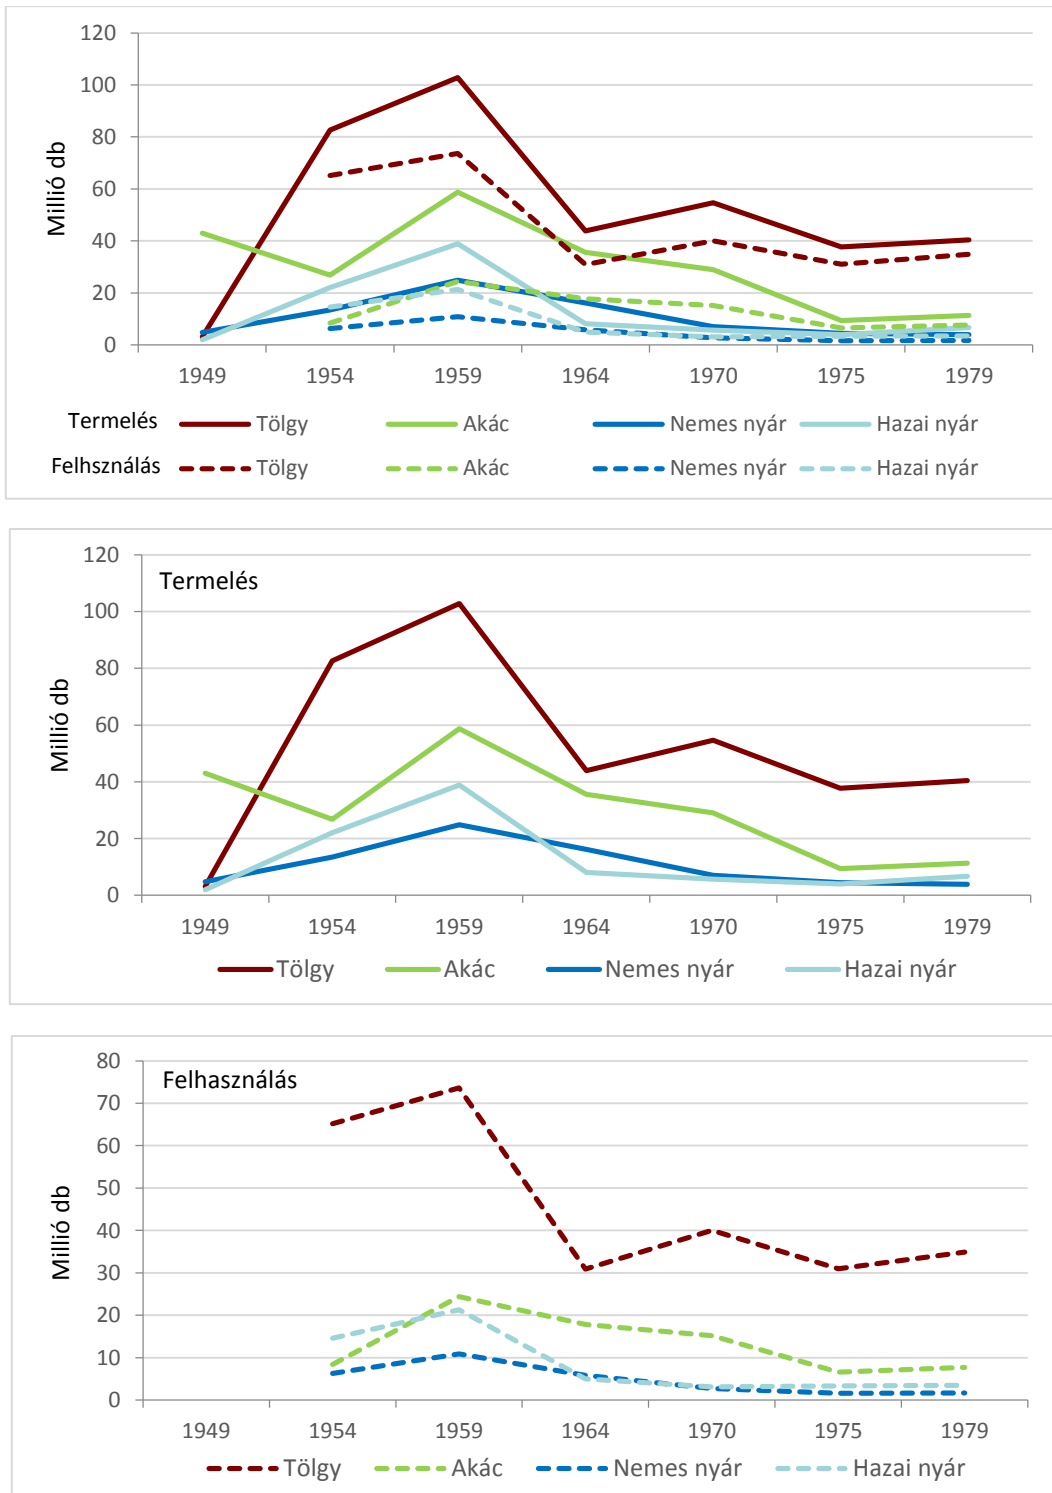 120
100
80
60
40
20
0
Millió db
1949 1954 1959 1964 1970 1975 1979
Termelés Tölgy Akác Nemes nyár Hazai nyár
Felhsználás Tölgy Akác Nemes nyár Hazai nyár
Termelés
120
100
80
60
40
20
0
Millió db
1949 1954 1959 1964 1970 1975 1979
Tölgy Akác Nemes nyár Hazai nyár
Felhasználás
80
70
60
50
40
30
20
10
0
Millió db
1949 1954 1959 1964 1970 1975 1979
Tölgy Akác Nemes nyár Hazai nyár